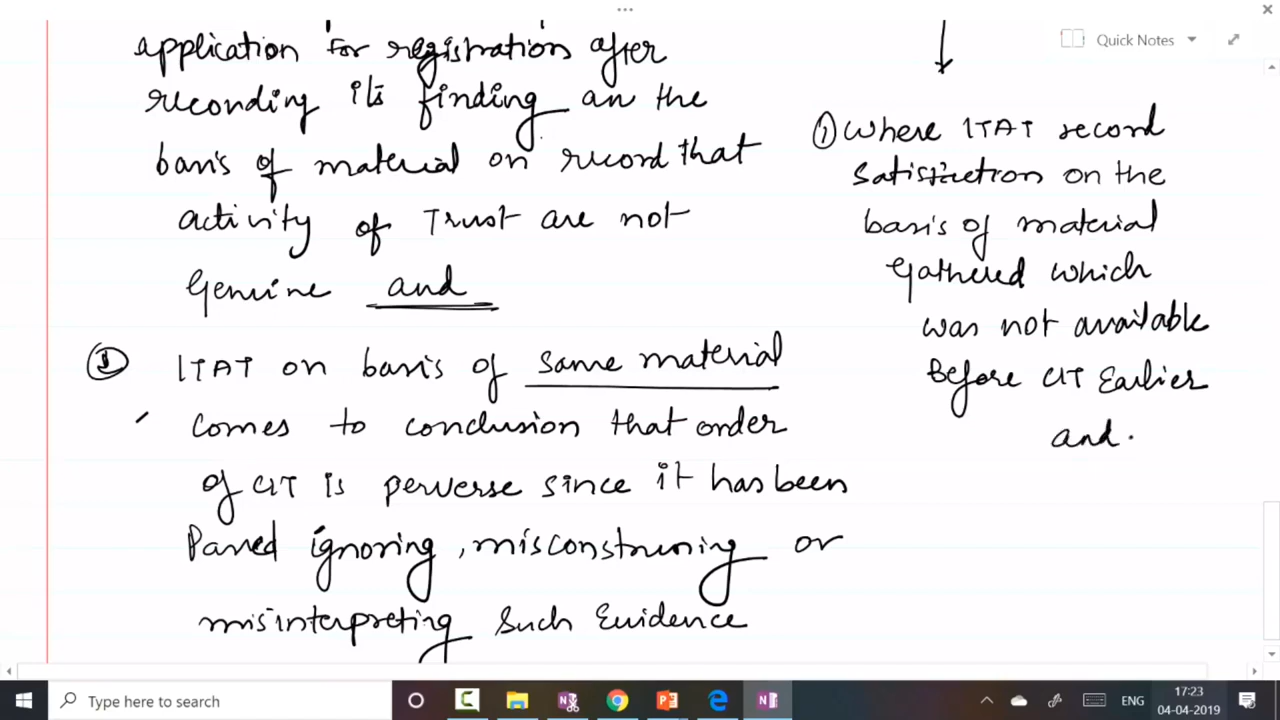 Quick Notes
application for registration after
reconding its finding an the
basis of material on record that
activity of Trust are not
Genuine and
② ITAT on basis of same material
comes to conclusion that order
of CIT is perverse since it has been
Passed ignoring, misconstruning or
misinterpreting such Evidence
① Where ITAT record
satisfaction on the
basis of material
Gathered which
was not available
Before CIT Earlier
and.
Type here to search
ENG
17:23
04-04-2019